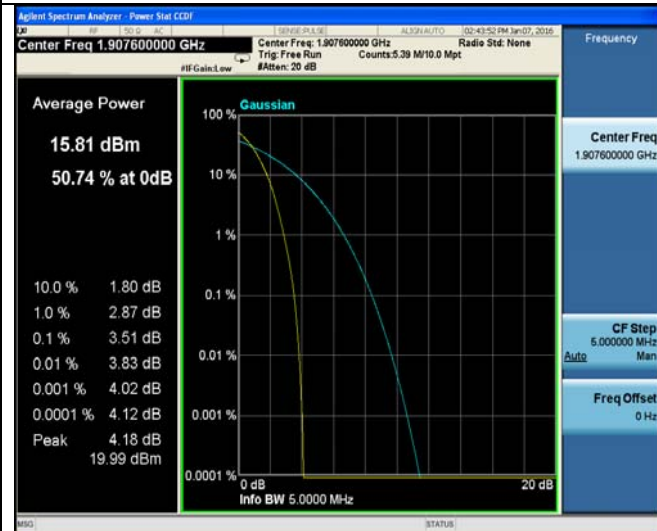 Agilent Spectrum Analyzer - Power Stat CCDF
RF 50 Ω AC SENSE:PULSE ALIGN AUTO 02:43:52 PM Jan 07, 2016
Center Freq 1.907600000 GHz
Center Freq: 1.907600000 GHz Radio Std: None
Trig: Free Run Counts:5.39 M/10.0 Mpt
#IFGain:Low #Atten: 20 dB
Frequency
Average Power
15.81 dBm
50.74 % at 0dB
10.0 % 1.80 dB
1.0 % 2.87 dB
0.1 % 3.51 dB
0.01 % 3.83 dB
0.001 % 4.02 dB
0.0001 % 4.12 dB
Peak 4.18 dB
19.99 dBm
Gaussian
100 %
10 %
1 %
0.1 %
0.01 %
0.001 %
0.0001 %
0 dB 20 dB
Info BW 5.0000 MHz
Center Freq
1.907600000 GHz
CF Step
5.000000 MHz
Auto Man
Freq Offset
0 Hz
MSG STATUS